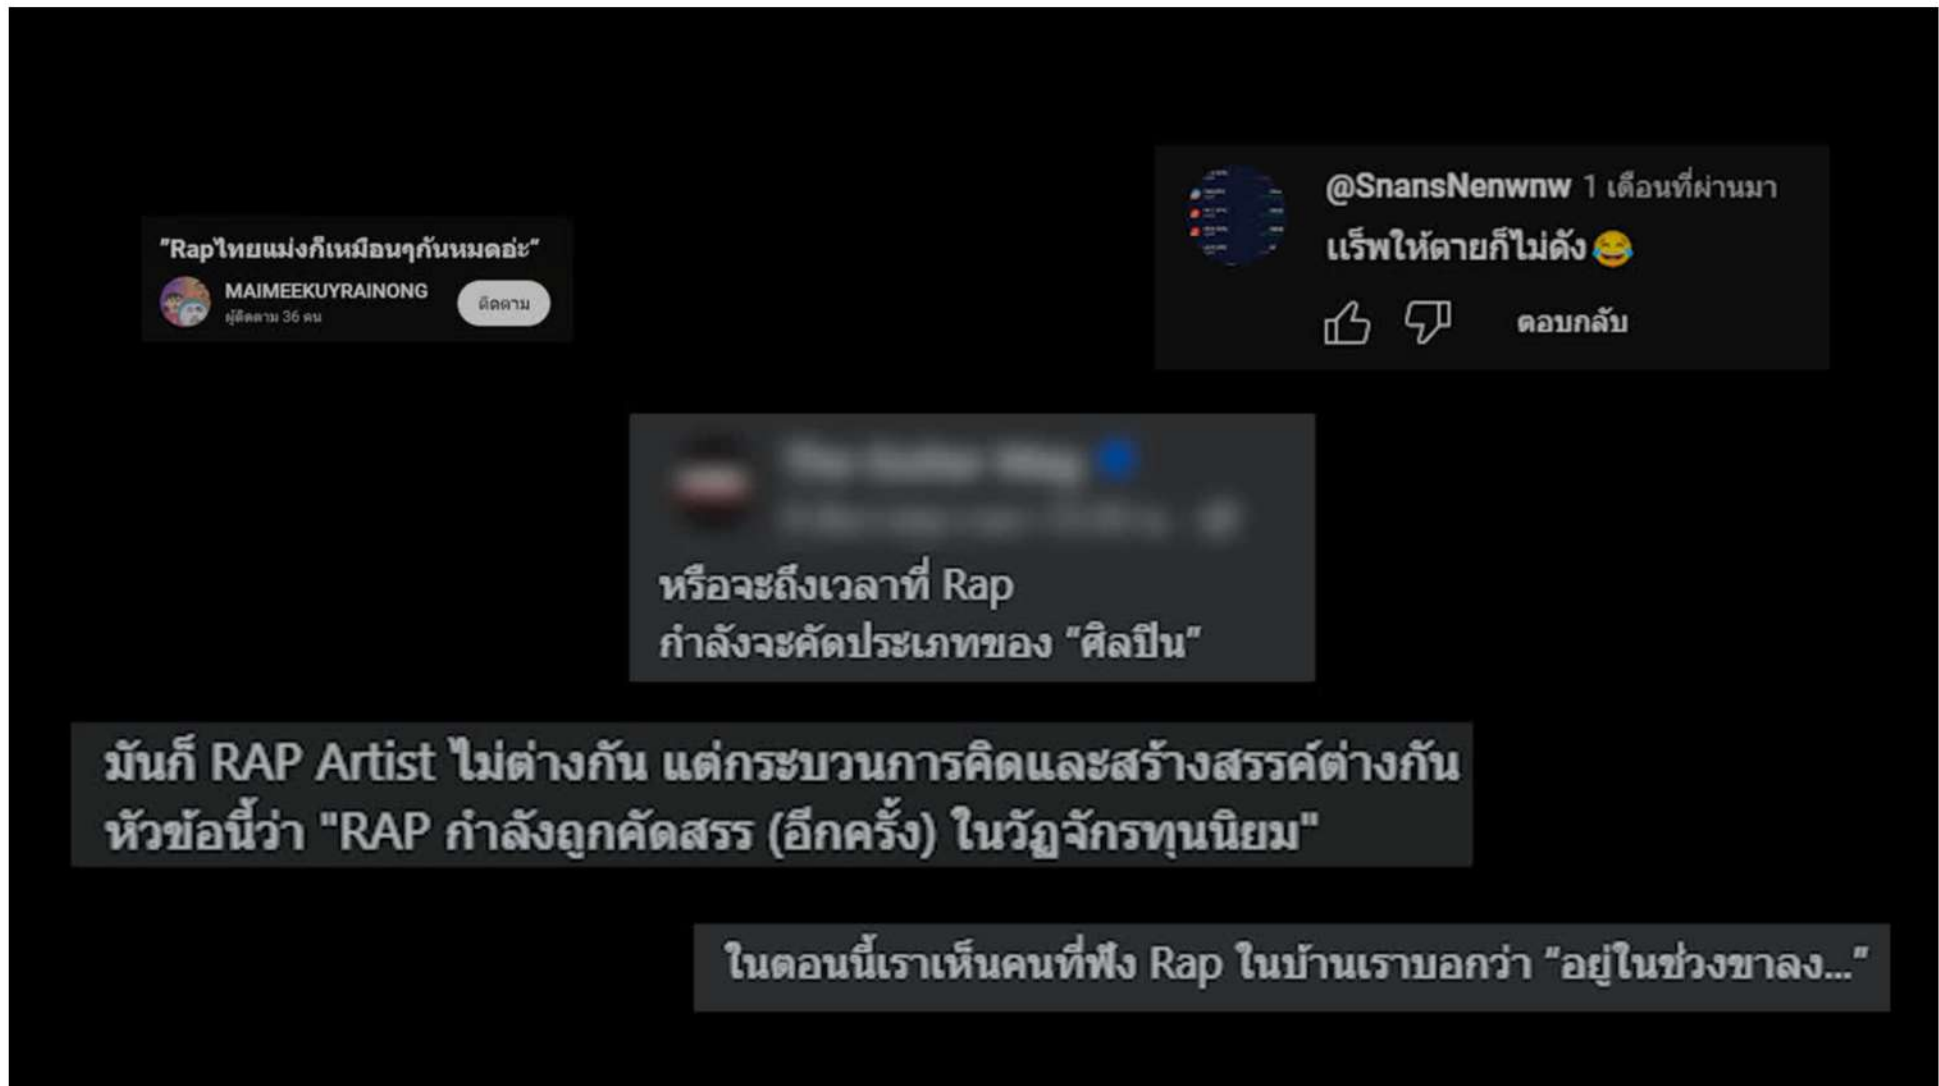 "Rapไทยแม่งก็เหมือนๆกันหมดอ่ะ"
MAIMEEKUYRAINONG
ผู้ติดตาม 36 คน
ติดตาม
@SnansNenwnw 1 เดือนที่ผ่านมา
แร็พให้ตายก็ไม่ดัง😂
ตอบกลับ
หรือจะถึงเวลาที่ Rap
กำลังจะคัดประเภทของ “ศิลปิน”
มันก็ RAP Artist ไม่ต่างกัน แต่กระบวนการคิดและสร้างสรรค์ต่างกัน
หัวข้อนี้ว่า "RAP กำลังถูกคัดสรร (อีกครั้ง) ในวัฏจักรทุนนิยม"
ในตอนนี้เราเห็นคนที่ฟัง Rap ในบ้านเราบอกว่า “อยู่ในช่วงขาลง...”